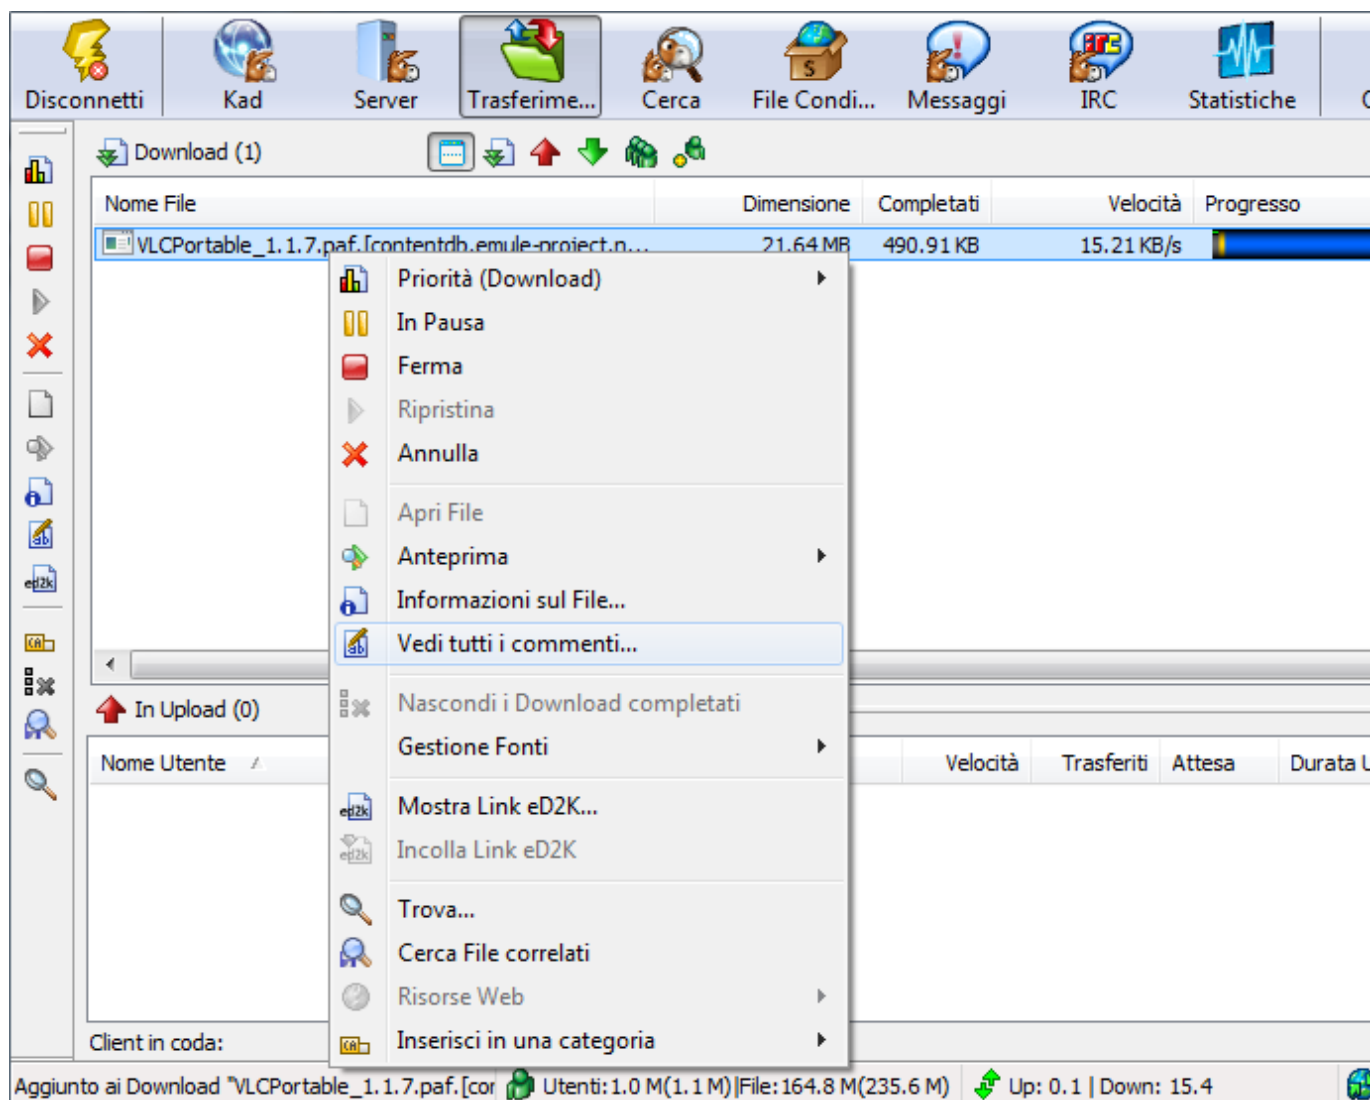 Disconnetti Kad Server Trasferime... Cerca File Condi... Messaggi IRC Statistiche
Download (1)
Nome File Dimensione Completati Velocità Progresso
VLCPortable_1.1.7.paf.[contentdb.emule-project.n... 21.64 MB 490.91 KB 15.21 KB/s
Priorità (Download)
In Pausa
Ferma
Ripristina
Annulla
Apri File
Anteprima
Informazioni sul File...
Vedi tutti i commenti...
Nascondi i Download completati
Gestione Fonti
Mostra Link eD2K...
Incolla Link eD2K
Trova...
Cerca File correlati
Risorse Web
Inserisci in una categoria
In Upload (0)
Nome Utente Velocità Trasferiti Attesa Durata U
Client in coda:
Aggiunto ai Download "VLCPortable_1.1.7.paf.[con Utenti:1.0 M(1.1 M)|File:164.8 M(235.6 M) Up: 0.1 | Down: 15.4